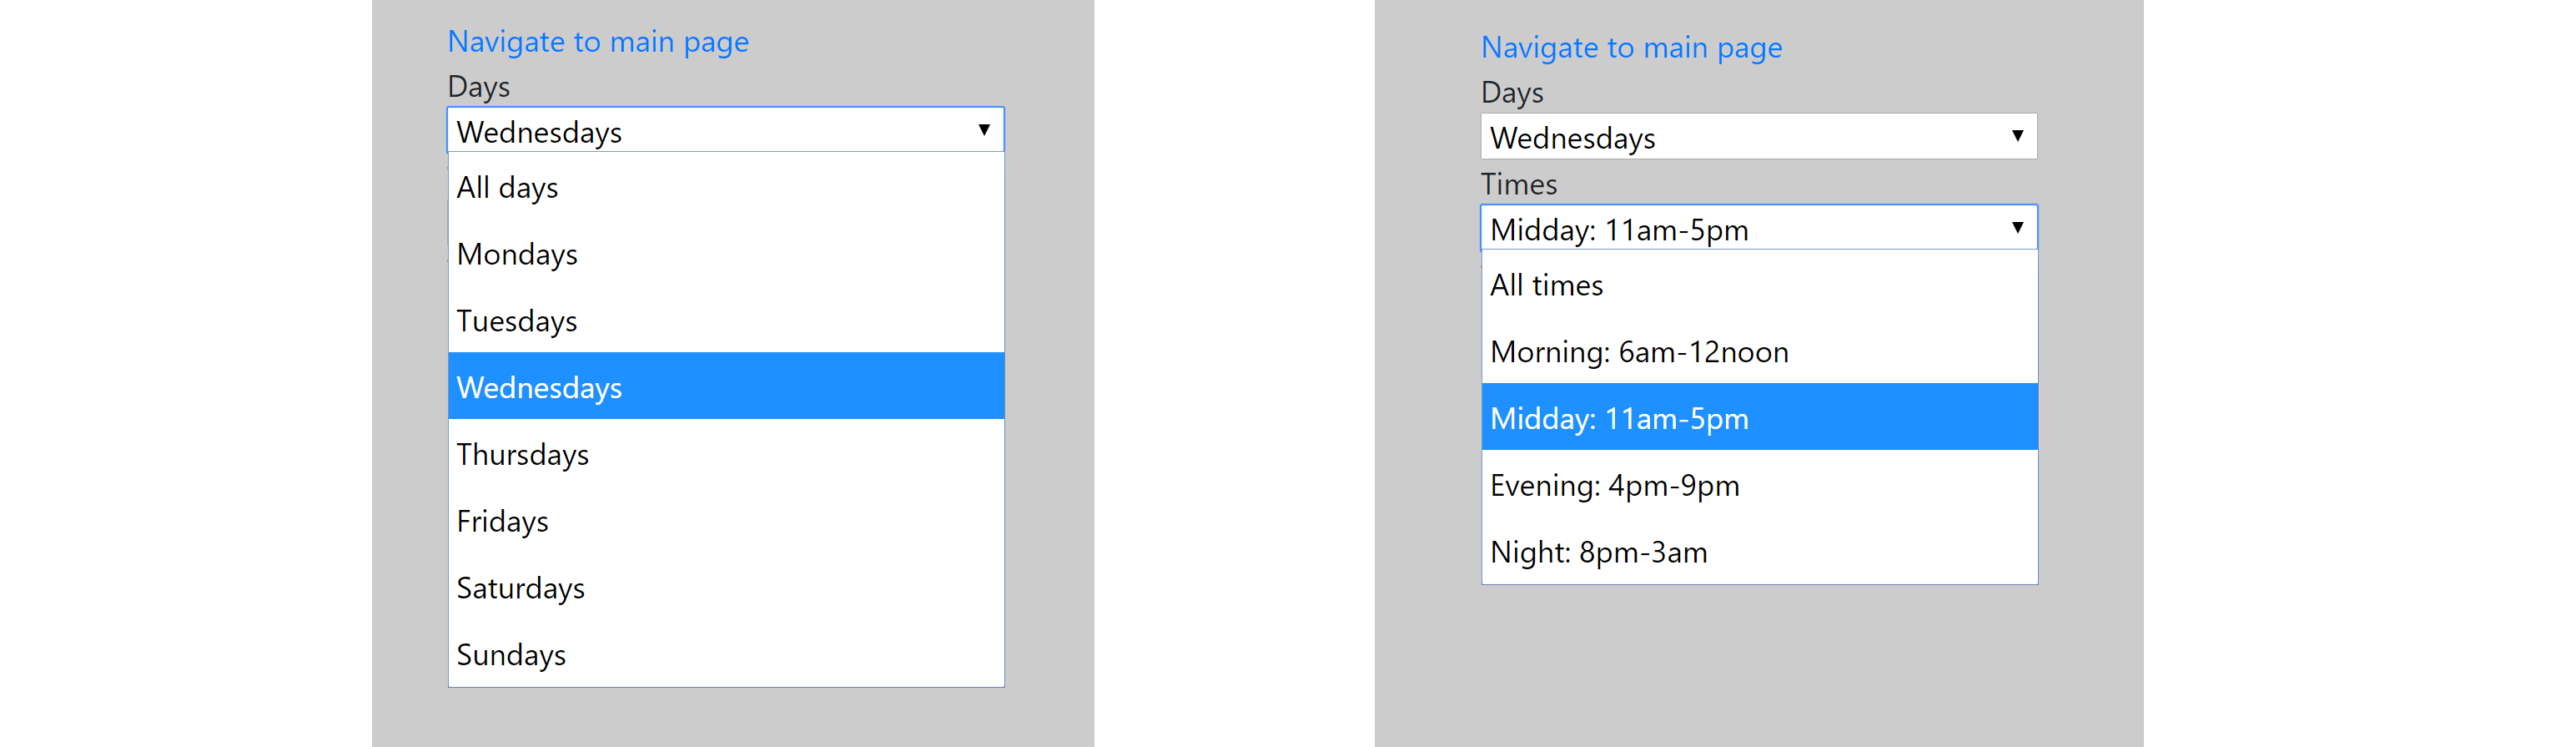 Navigate to main page
Days
Wednesdays
All days
Mondays
Tuesdays
Wednesdays
Thursdays
Fridays
Saturdays
Sundays
Navigate to main page
Days
Wednesdays
Times
Midday: 11am-5pm
All times
Morning: 6am-12noon
Midday: 11am-5pm
Evening: 4pm-9pm
Night: 8pm-3am